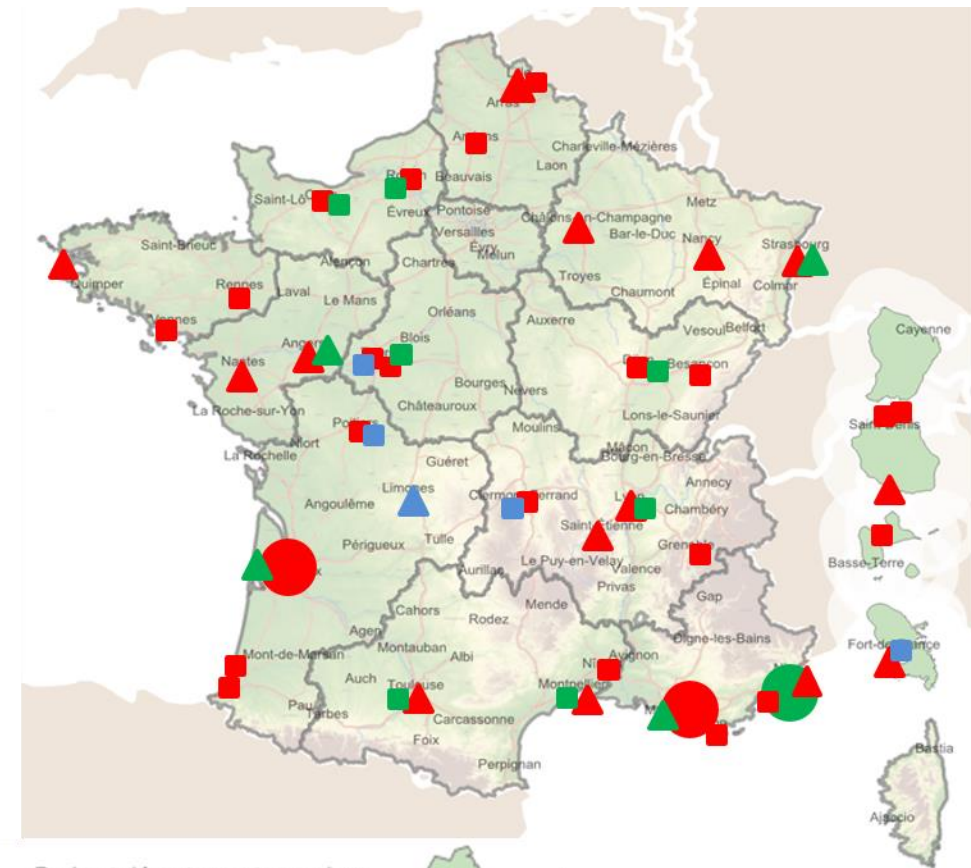 Arras
Charleville-Mézières
Laon
Beauvais
Saint-Lô
Évreux
Pontoise
Metz
Châlons-en-Champagne
Versailles
Bar-le-Duc
Nancy
Strasbourg
Saint-Brieuc
Évry
Melun
Alençon
Chartres
Troyes
Épinal
Colmar
Quimper
Rennes
Laval
Le Mans
Chaumont
Orléans
Auxerre
Vesoul
Belfort
Cayenne
Vannes
Blois
Angers
Besançon
Nantes
Bourges
Nevers
La Roche-sur-Yon
Châteauroux
Lons-le-Saunier
Poitiers
Niort
Moulins
Saint-Denis
Mâcon
La Rochelle
Bourg-en-Bresse
Guéret
Annecy
Limoges
Clermont-Ferrand
Lyon
Angoulême
Chambéry
Saint-Étienne
Périgueux
Tulle
Grenoble
Le Puy-en-Velay
Basse-Terre
Valence
Aurillac
Privas
Gap
Mende
Cahors
Rodez
Agen
Digne-les-Bains
Fort-de-France
Montauban
Mont-de-Marsan
Albi
Avignon
Auch
Toulouse
Montpellier
Pau
Tarbes
Carcassonne
Foix
Bastia
Perpignan
Ajaccio